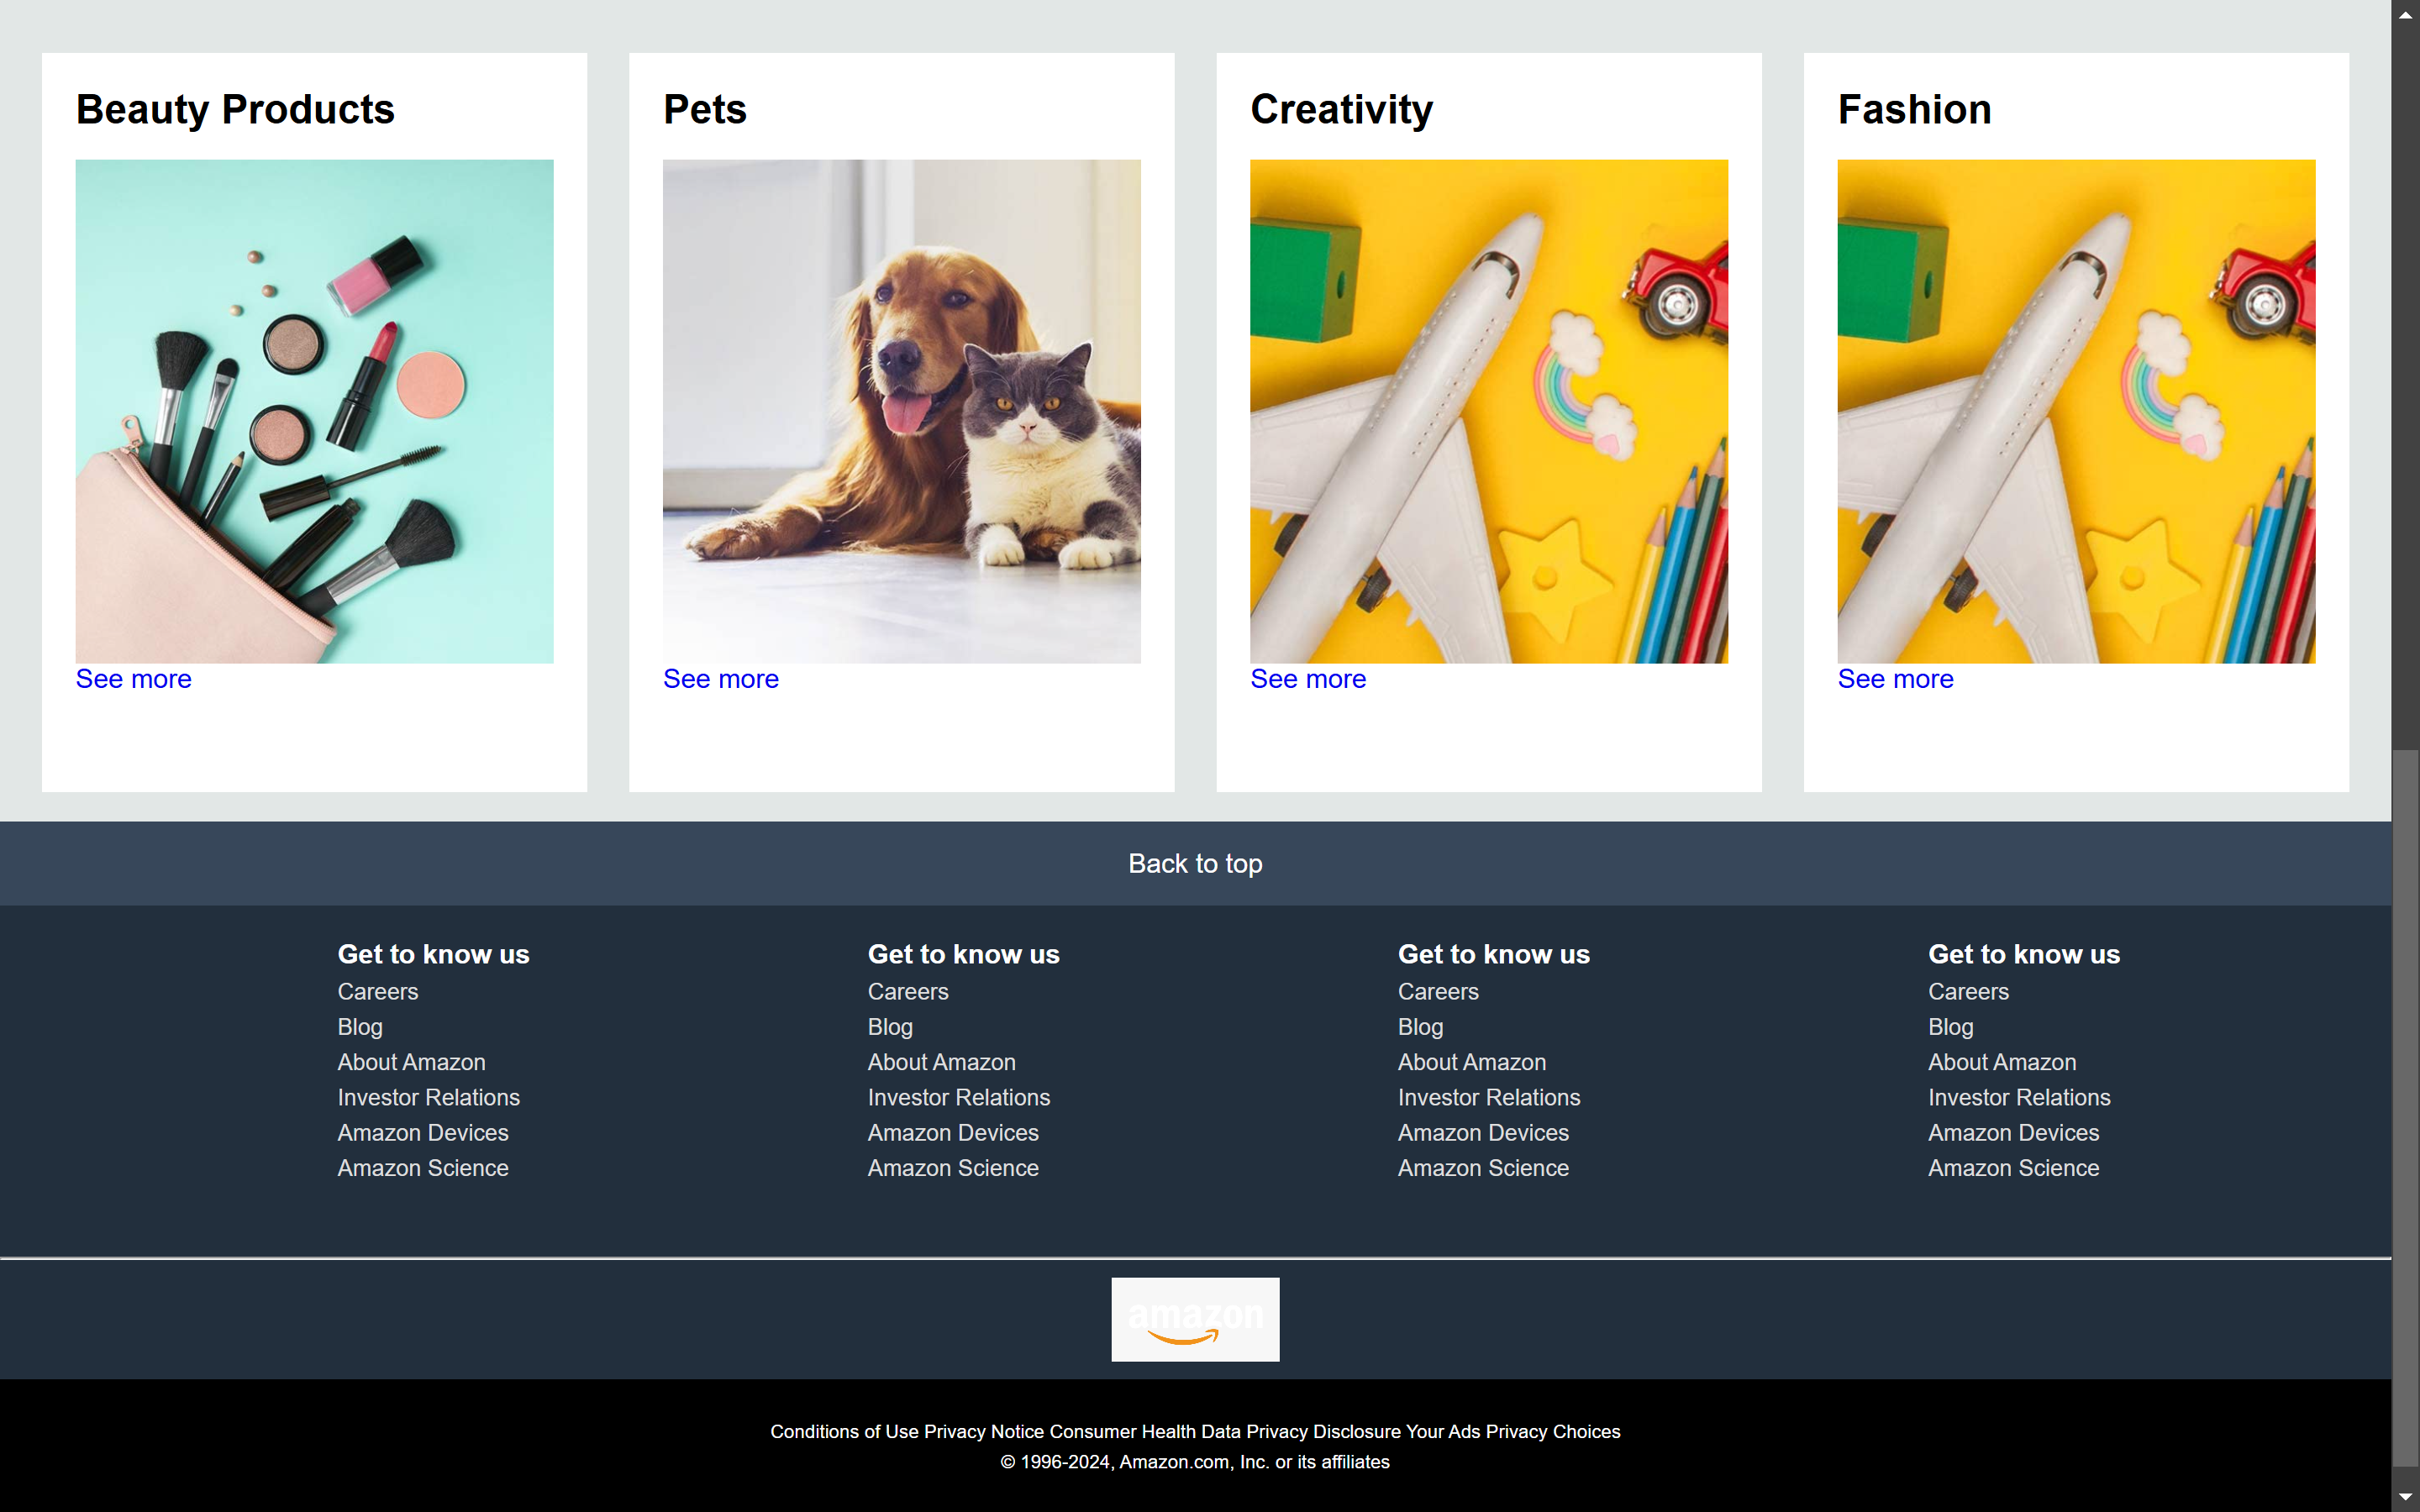 Beauty Products
See more
Pets
See more
Creativity
See more
Fashion
See more
Back to top
Get to know us
Careers
Blog
About Amazon
Investor Relations
Amazon Devices
Amazon Science
Get to know us
Careers
Blog
About Amazon
Investor Relations
Amazon Devices
Amazon Science
Get to know us
Careers
Blog
About Amazon
Investor Relations
Amazon Devices
Amazon Science
Get to know us
Careers
Blog
About Amazon
Investor Relations
Amazon Devices
Amazon Science
amazon
Conditions of Use Privacy Notice Consumer Health Data Privacy Disclosure Your Ads Privacy Choices
© 1996-2024, Amazon.com, Inc. or its affiliates